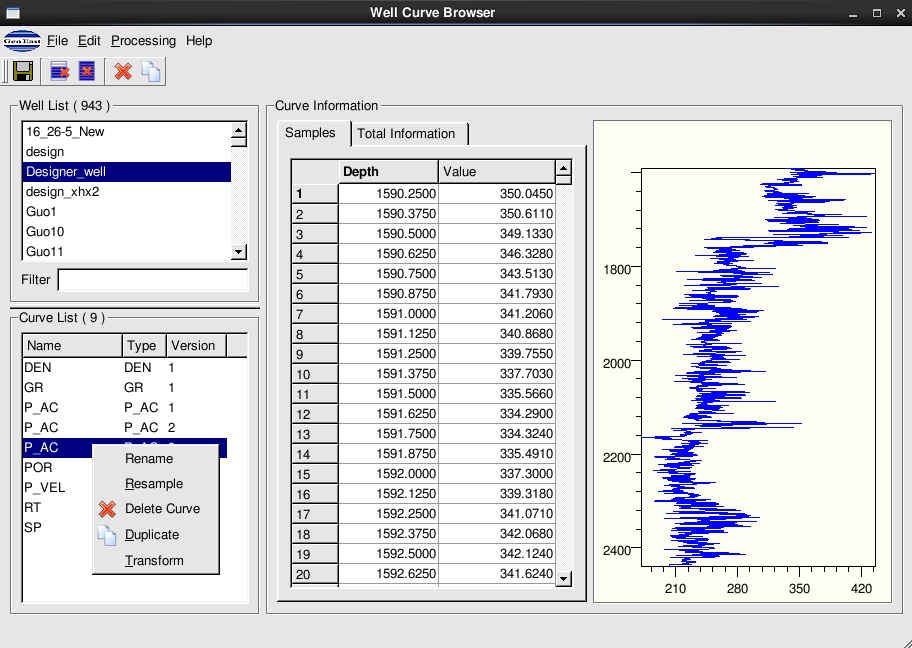 Well Curve Browser
GeoEast File Edit Processing Help
Well List ( 943 )
16_26-5_New
design
Designer_well
design_xhx2
Guo1
Guo10
Guo11
Filter
Curve List ( 9 )
Name Type Version
DEN DEN 1
GR GR 1
P_AC P_AC 1
P_AC P_AC 2
P_AC
POR
P_VEL
RT
SP
Rename
Resample
Delete Curve
Duplicate
Transform
Curve Information
Samples Total Information
Depth Value
1 1590.2500 350.0450
2 1590.3750 350.6110
3 1590.5000 349.1330
4 1590.6250 346.3280
5 1590.7500 343.5130
6 1590.8750 341.7930
7 1591.0000 341.2060
8 1591.1250 340.8680
9 1591.2500 339.7550
10 1591.3750 337.7030
11 1591.5000 335.5660
12 1591.6250 334.2900
13 1591.7500 334.3240
14 1591.8750 335.4910
15 1592.0000 337.3000
16 1592.1250 339.3180
17 1592.2500 341.0710
18 1592.3750 342.0680
19 1592.5000 342.1240
20 1592.6250 341.6240
1800
2000
2200
2400
210 280 350 420